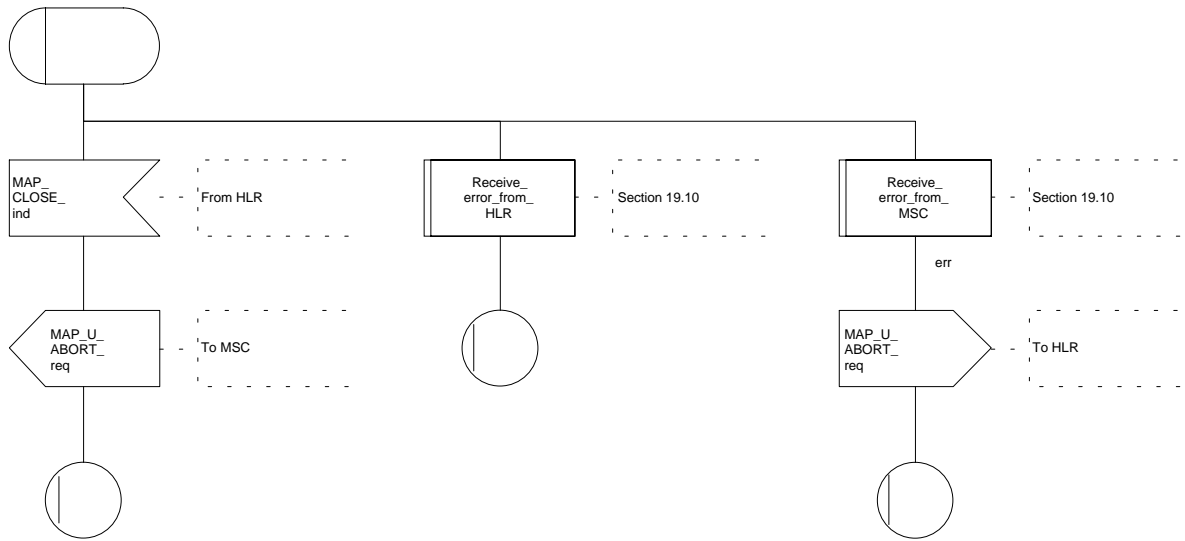 MAP_
CLOSE_
ind
From HLR
Receive_
error_from_
HLR
Section 19.10
Receive_
error_from_
MSC
Section 19.10
err
MAP_U_
ABORT_
req
To MSC
MAP_U_
ABORT_
req
To HLR